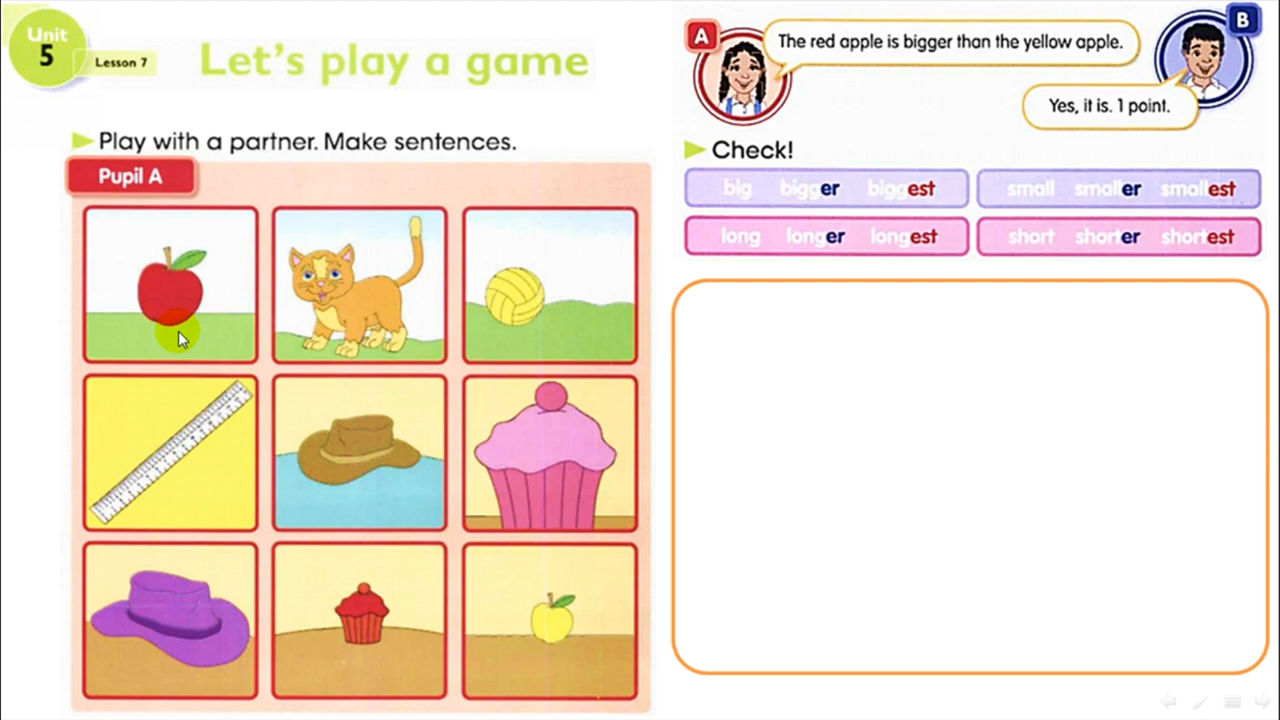 Unit
5
Lesson 7
Let's play a game
Play with a partner. Make sentences.
Pupil A
A
The red apple is bigger than the yellow apple.
B
Yes, it is. 1 point.
Check!
big bigger biggest
small smaller smallest
long longer longest
short shorter shortest